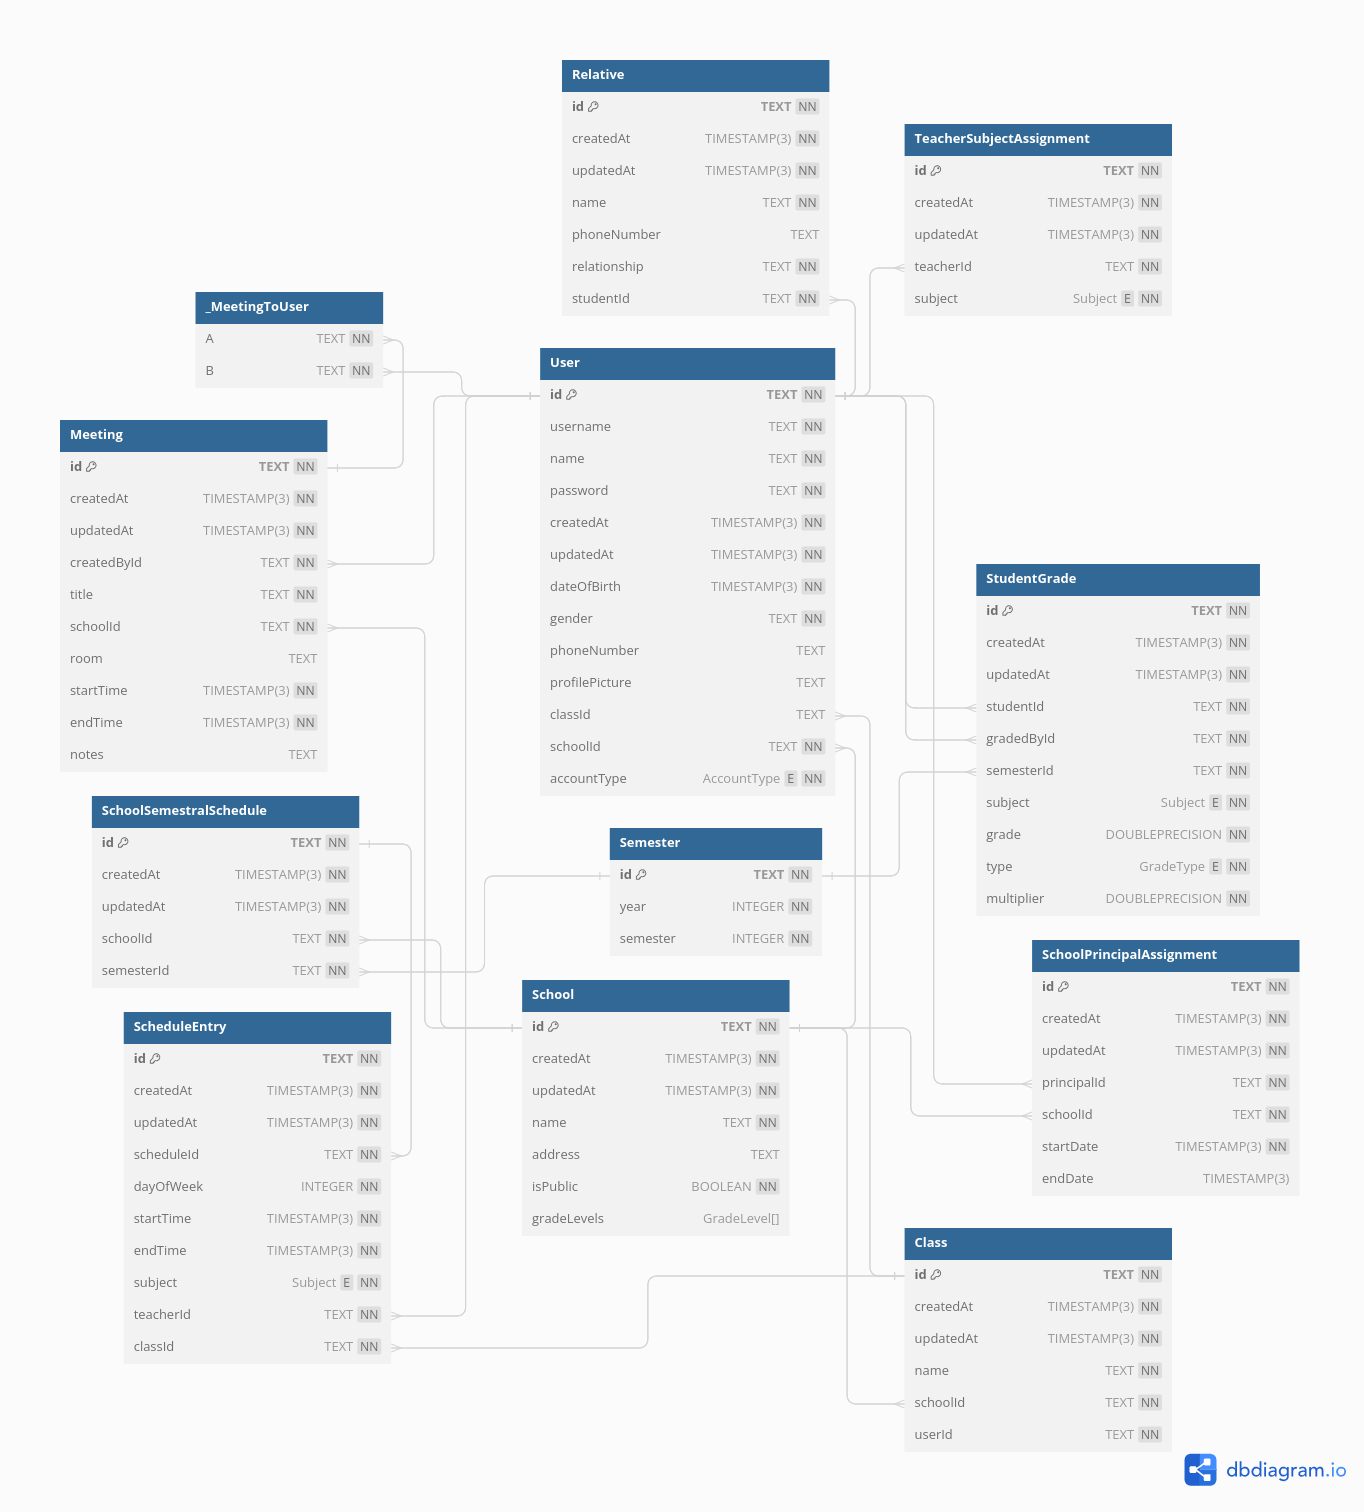 Relative
id TEXT NN
createdAt TIMESTAMP(3) NN
updatedAt TIMESTAMP(3) NN
name TEXT NN
phoneNumber TEXT
relationship TEXT NN
studentId TEXT NN
TeacherSubjectAssignment
id TEXT NN
createdAt TIMESTAMP(3) NN
updatedAt TIMESTAMP(3) NN
teacherId TEXT NN
subject Subject E NN
_MeetingToUser
A TEXT NN
B TEXT NN
User
id TEXT NN
username TEXT NN
name TEXT NN
password TEXT NN
createdAt TIMESTAMP(3) NN
updatedAt TIMESTAMP(3) NN
dateOfBirth TIMESTAMP(3) NN
gender TEXT NN
phoneNumber TEXT
profilePicture TEXT
classId TEXT
schoolId TEXT NN
accountType AccountType E NN
Meeting
id TEXT NN
createdAt TIMESTAMP(3) NN
updatedAt TIMESTAMP(3) NN
createdById TEXT NN
title TEXT NN
schoolId TEXT NN
room TEXT
startTime TIMESTAMP(3) NN
endTime TIMESTAMP(3) NN
notes TEXT
StudentGrade
id TEXT NN
createdAt TIMESTAMP(3) NN
updatedAt TIMESTAMP(3) NN
studentId TEXT NN
gradedById TEXT NN
semesterId TEXT NN
subject Subject E NN
grade DOUBLEPRECISION NN
type GradeType E NN
multiplier DOUBLEPRECISION NN
SchoolSemestralSchedule
id TEXT NN
createdAt TIMESTAMP(3) NN
updatedAt TIMESTAMP(3) NN
schoolId TEXT NN
semesterId TEXT NN
Semester
id TEXT NN
year INTEGER NN
semester INTEGER NN
SchoolPrincipalAssignment
id TEXT NN
createdAt TIMESTAMP(3) NN
updatedAt TIMESTAMP(3) NN
principalId TEXT NN
schoolId TEXT NN
startDate TIMESTAMP(3) NN
endDate TIMESTAMP(3)
School
id TEXT NN
createdAt TIMESTAMP(3) NN
updatedAt TIMESTAMP(3) NN
name TEXT NN
address TEXT
isPublic BOOLEAN NN
gradeLevels GradeLevel[]
ScheduleEntry
id TEXT NN
createdAt TIMESTAMP(3) NN
updatedAt TIMESTAMP(3) NN
scheduleId TEXT NN
dayOfWeek INTEGER NN
startTime TIMESTAMP(3) NN
endTime TIMESTAMP(3) NN
subject Subject E NN
teacherId TEXT NN
classId TEXT NN
Class
id TEXT NN
createdAt TIMESTAMP(3) NN
updatedAt TIMESTAMP(3) NN
name TEXT NN
schoolId TEXT NN
userId TEXT NN
dbdiagram.io